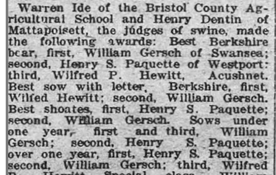 Warren Ide of the Bristol County Ag-
ricultural School and Henry Dentin of
Mattapoisett, the judges of swine, made
the following awards: Best Berkshire
boar, first, William Gersch of Swansea;
second, Henry S. Paquette of Westport;
third, Wilfred P. Hewitt, Acushnet.
Best sow with letter, Berkshire, first,
Wilfred Hewitt; second, William Gersch.
Best shoates, first, Henry S. Paquette;
second, William Gersch. Sows under
one year, first and third, William
Gersch; second, Henry S. Paquette;
over one year, first, Henry S. Paquette;
second, William Gersch; third, Wilfred
Hewitt.